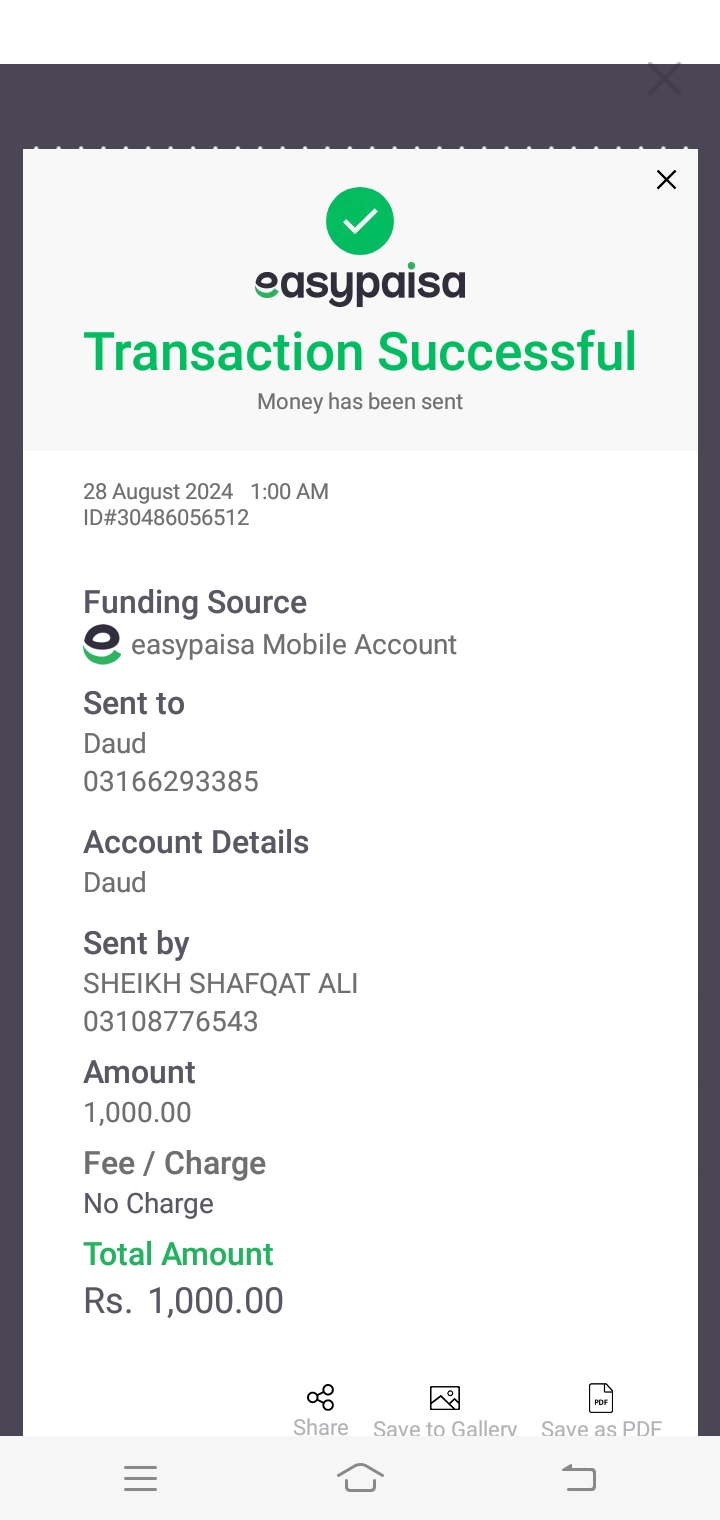 easypaisa
Transaction Successful
Money has been sent
28 August 2024 1:00 AM
ID#30486056512
Funding Source
easypaisa Mobile Account
Sent to
Daud
03166293385
Account Details
Daud
Sent by
SHEIKH SHAFQAT ALI
03108776543
Amount
1,000.00
Fee / Charge
No Charge
Total Amount
Rs. 1,000.00
PDF
Share Save to Gallery Save as PDF